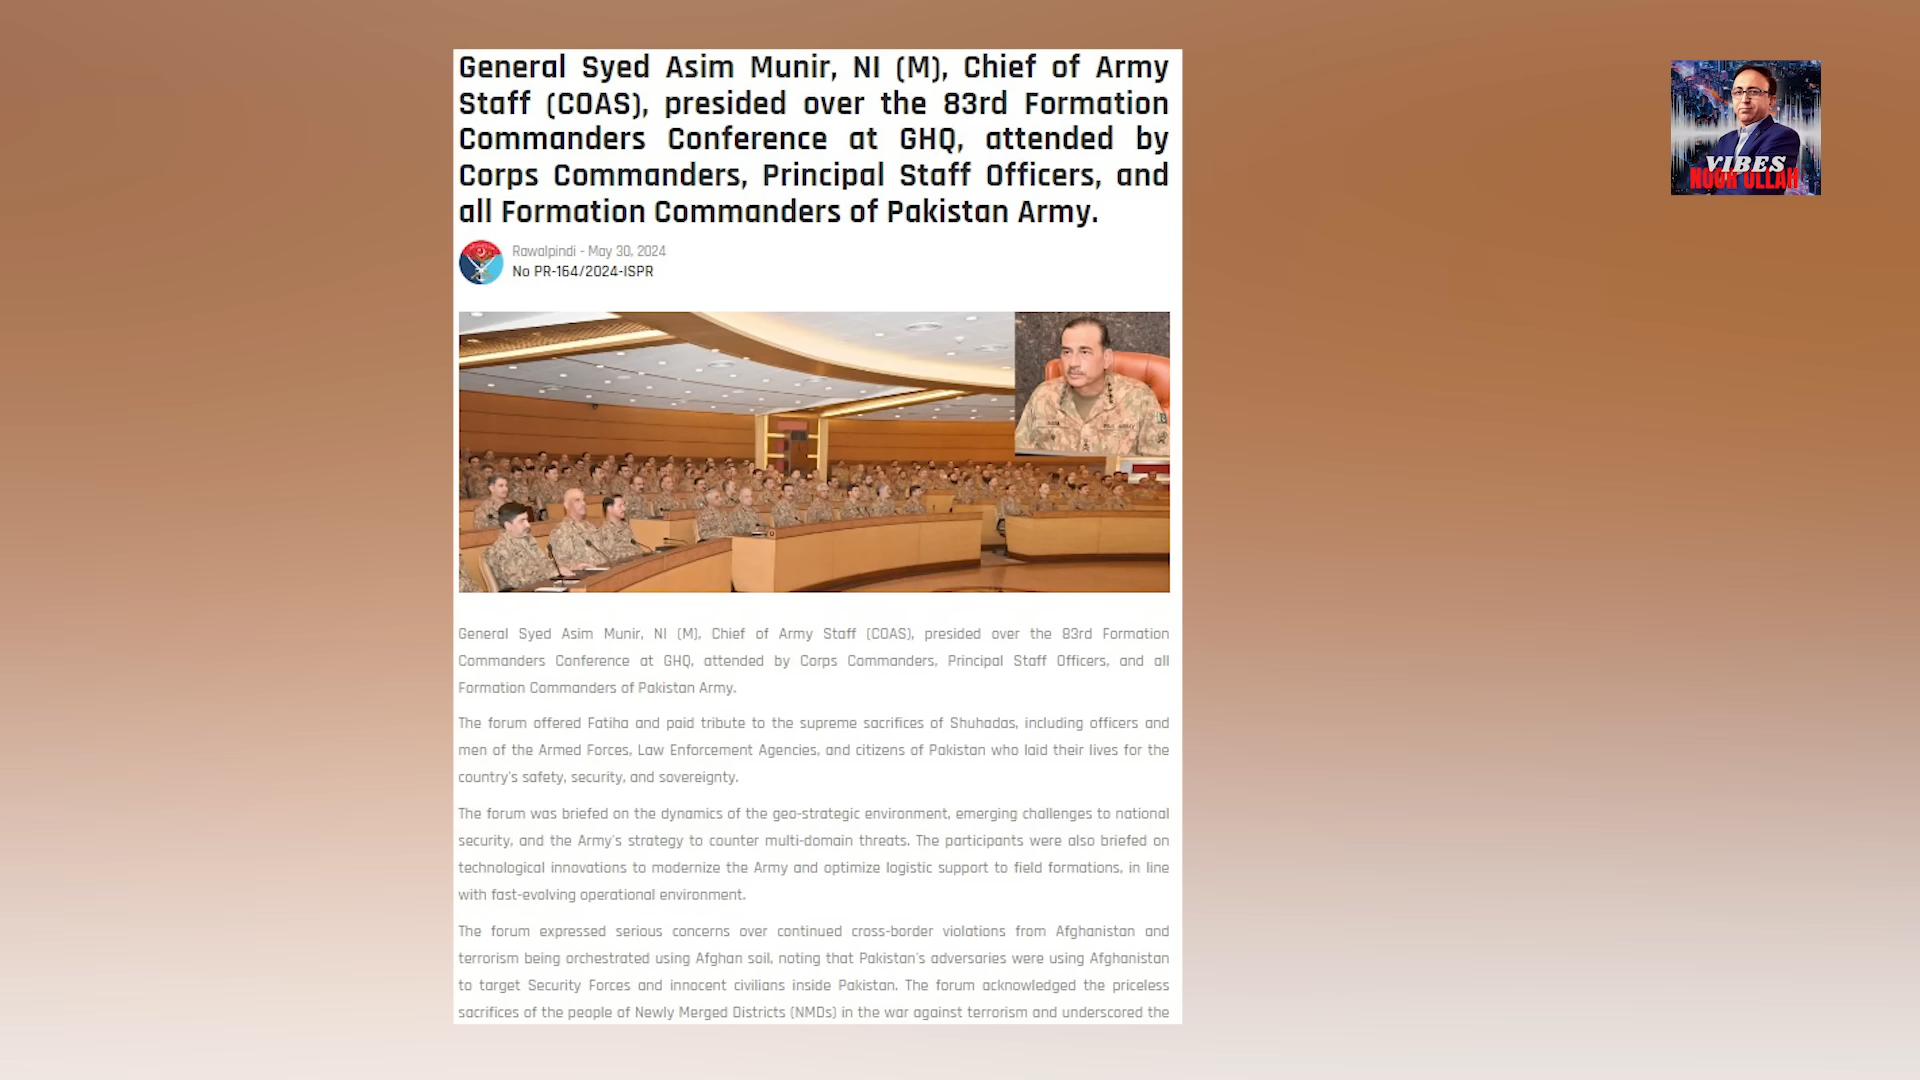 General Syed Asim Munir, NI (M), Chief of Army
Staff (COAS), presided over the 83rd Formation
Commanders Conference at GHQ, attended by
Corps Commanders, Principal Staff Officers, and
all Formation Commanders of Pakistan Army.
Rawalpindi - May 30, 2024
No PR-164/2024-ISPR
VIBES
NOOR ULLAH
General Syed Asim Munir, NI (M), Chief of Army Staff (COAS), presided over the 83rd Formation
Commanders Conference at GHQ, attended by Corps Commanders, Principal Staff Officers, and all
Formation Commanders of Pakistan Army.
The forum offered Fatiha and paid tribute to the supreme sacrifices of Shuhadas, including officers and
men of the Armed Forces, Law Enforcement Agencies, and citizens of Pakistan who laid their lives for the
country's safety, security, and sovereignty.
The forum was briefed on the dynamics of the geo-strategic environment, emerging challenges to national
security, and the Army's strategy to counter multi-domain threats. The participants were also briefed on
technological innovations to modernize the Army and optimize logistic support to field formations, in line
with fast-evolving operational environment.
The forum expressed serious concerns over continued cross-border violations from Afghanistan and
terrorism being orchestrated using Afghan soil, noting that Pakistan's adversaries were using Afghanistan
to target Security Forces and innocent civilians inside Pakistan. The forum acknowledged the priceless
sacrifices of the people of Newly Merged Districts (NMDs) in the war against terrorism and underscored the